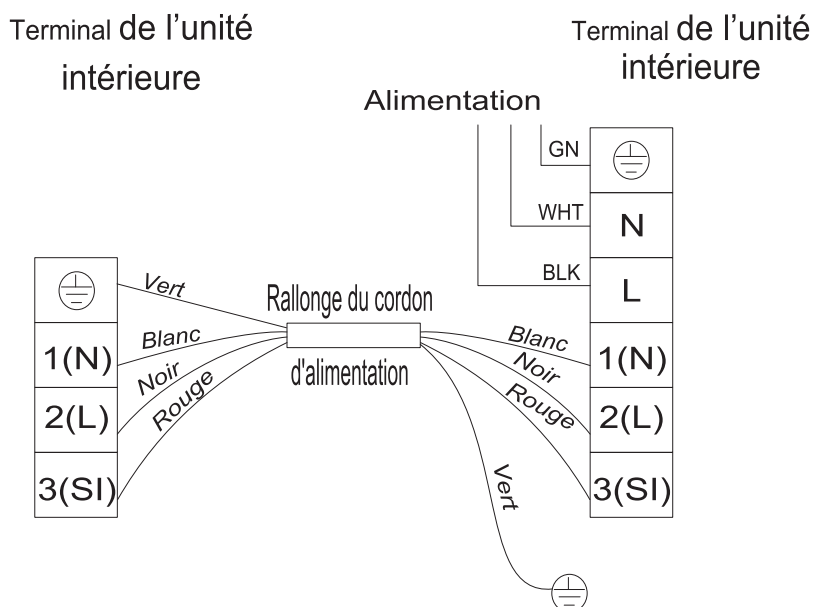 Terminal de l'unité
intérieure
Terminal de l'unité
intérieure
Alimentation
GN
WHT
N
BLK
L
Vert
Rallonge du cordon
d'alimentation
1(N)
Blanc
Blanc
1(N)
2(L)
Noir
Noir
2(L)
3(SI)
Rouge
Rouge
3(SI)
Vert